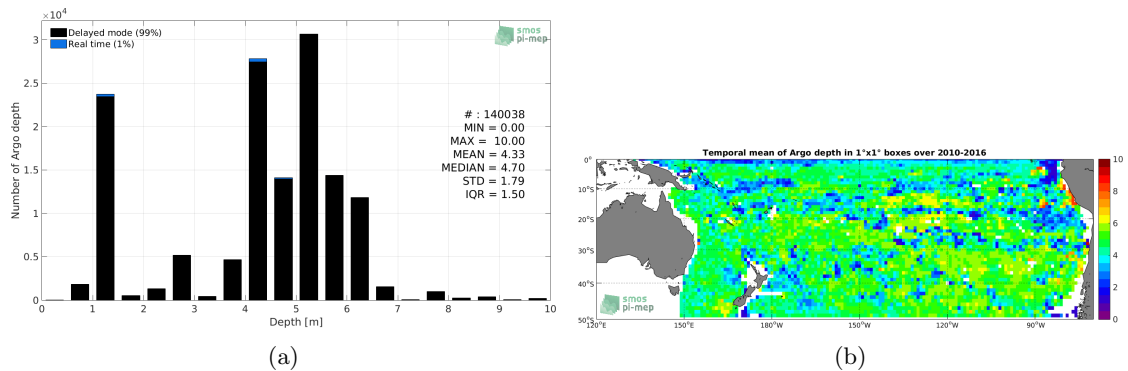 ×10⁴
Delayed mode (99%)
Real time (1%)
smos
pi-mep
3
2.5
2
1.5
1
0.5
0
Number of Argo depth
# : 140038
MIN = 0.00
MAX = 10.00
MEAN = 4.33
MEDIAN = 4.70
STD = 1.79
IQR = 1.50
0 1 2 3 4 5 6 7 8 9 10
Depth [m]
(a)
Temporal mean of Argo depth in 1°x1° boxes over 2010-2016
0°
10°S
20°S
30°S
40°S
50°S
120°E 150°E 180°W 150°W 120°W 90°W
10
8
6
4
2
0
smos
pi-mep
(b)